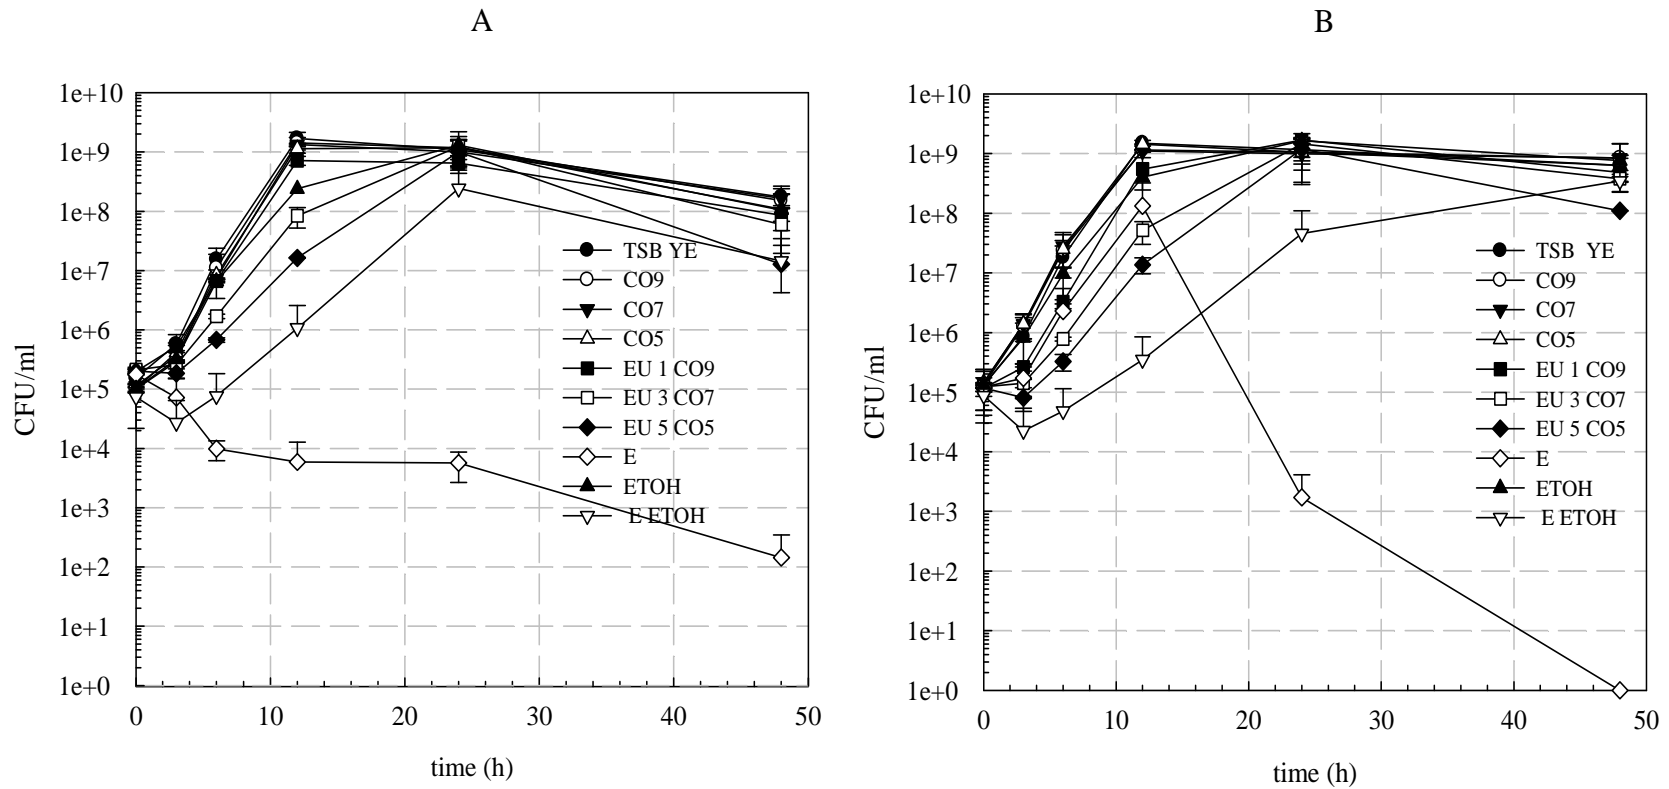 A
B
CFU/ml
1e+10
1e+9
1e+8
1e+7
1e+6
1e+5
1e+4
1e+3
1e+2
1e+1
1e+0
0
10
20
30
40
50
time (h)
TSB YE
CO9
CO7
CO5
EU 1 CO9
EU 3 CO7
EU 5 CO5
E
ETOH
E ETOH
CFU/ml
1e+10
1e+9
1e+8
1e+7
1e+6
1e+5
1e+4
1e+3
1e+2
1e+1
1e+0
0
10
20
30
40
50
time (h)
TSB YE
CO9
CO7
CO5
EU 1 CO9
EU 3 CO7
EU 5 CO5
E
ETOH
E ETOH